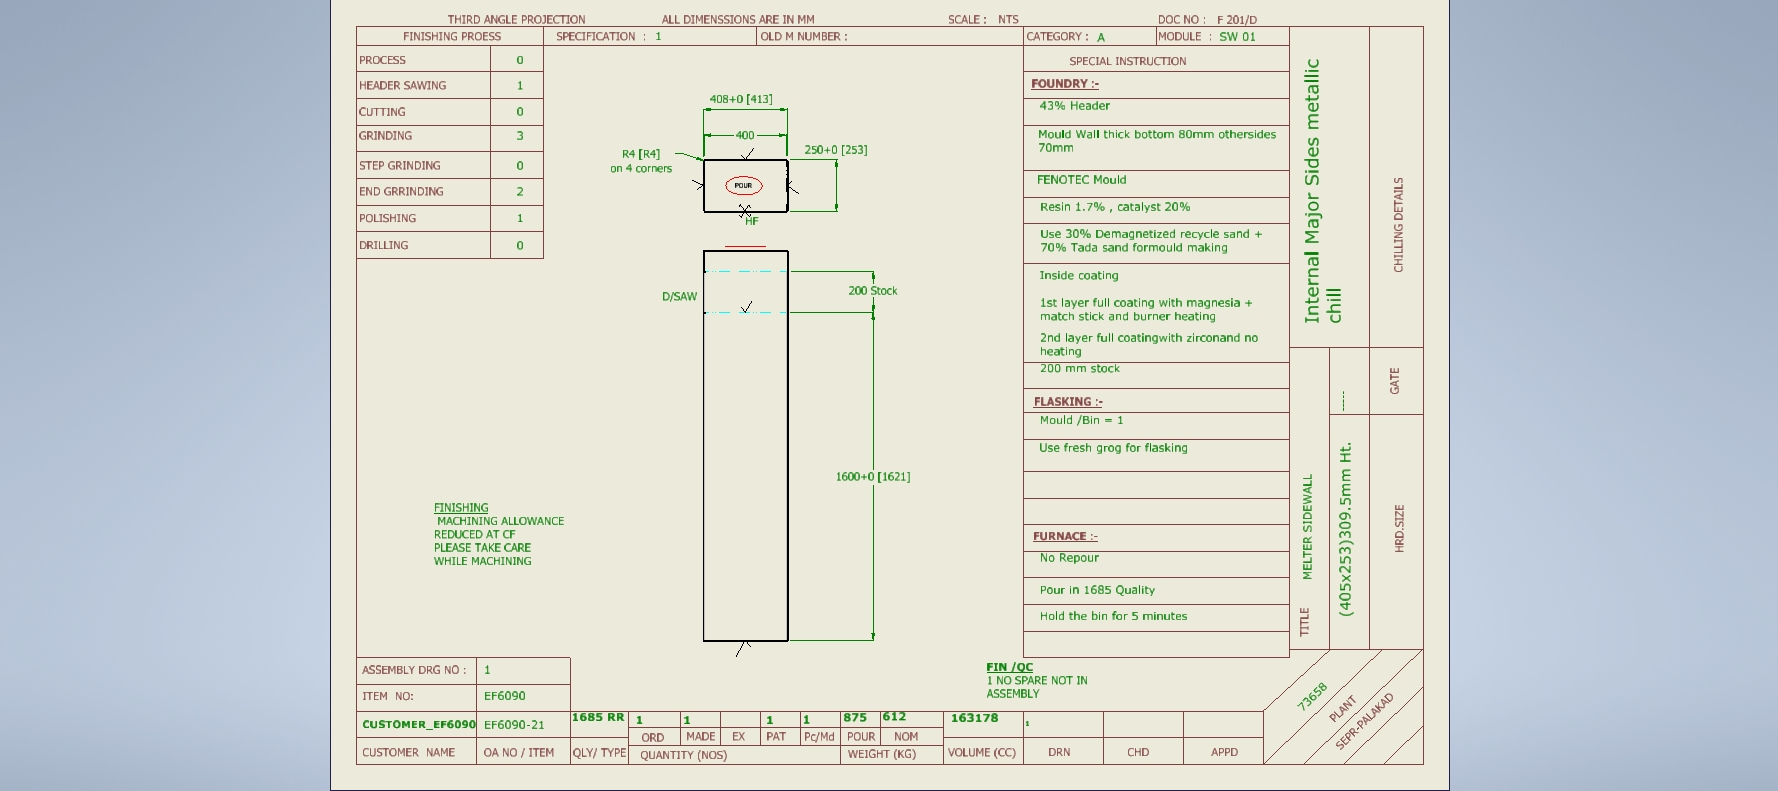 THIRD ANGLE PROJECTION
ALL DIMENSSIONS ARE IN MM
SCALE : NTS
DOC NO : F 201/D
FINISHING PROESS
SPECIFICATION : 1
OLD M NUMBER :
CATEGORY : A
MODULE : SW 01
PROCESS 0
HEADER SAWING 1
CUTTING 0
GRINDING 3
STEP GRINDING 0
END GRRINDING 2
POLISHING 1
DRILLING 0
408+0 [413]
400
250+0 [253]
R4 [R4]
on 4 corners
POUR
HF
D/SAW
200 Stock
1600+0 [1621]
FINISHING
MACHINING ALLOWANCE
REDUCED AT CF
PLEASE TAKE CARE
WHILE MACHINING
SPECIAL INSTRUCTION
FOUNDRY :-
43% Header
Mould Wall thick bottom 80mm othersides
70mm
FENOTEC Mould
Resin 1.7% , catalyst 20%
Use 30% Demagnetized recycle sand +
70% Tada sand formould making
Inside coating
1st layer full coating with magnesia +
match stick and burner heating
2nd layer full coatingwith zirconand no
heating
200 mm stock
FLASKING :-
Mould /Bin = 1
Use fresh grog for flasking
FURNACE :-
No Repour
Pour in 1685 Quality
Hold the bin for 5 minutes
Internal Major Sides metallic
chill
CHILLING DETAILS
-----
GATE
TITLE MELTER SIDEWALL
(405x253)309.5mm Ht.
HRD.SIZE
FIN /QC
1 NO SPARE NOT IN
ASSEMBLY
73658
PLANT
SEPR-PALAKAD
ASSEMBLY DRG NO : 1
ITEM NO: EF6090
CUSTOMER_EF6090 EF6090-21
CUSTOMER NAME OA NO / ITEM
1685 RR 1 1 1 1 875 612 163178 1
ORD MADE EX PAT Pc/Md POUR NOM
QLY/ TYPE QUANTITY (NOS) WEIGHT (KG) VOLUME (CC) DRN CHD APPD